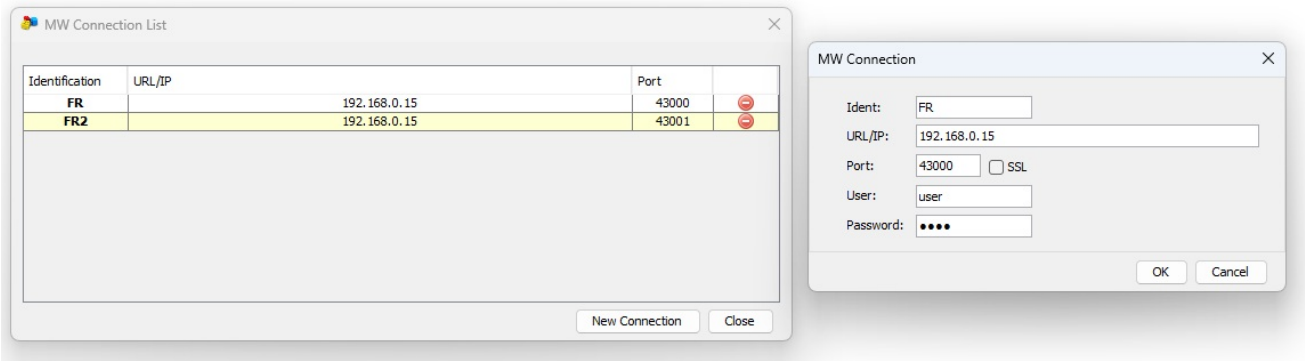 MW Connection List
Identification URL/IP Port
FR 192.168.0.15 43000
FR2 192.168.0.15 43001
New Connection Close
MW Connection
Ident: FR
URL/IP: 192.168.0.15
Port: 43000 SSL
User: user
Password: ●●●●
OK Cancel